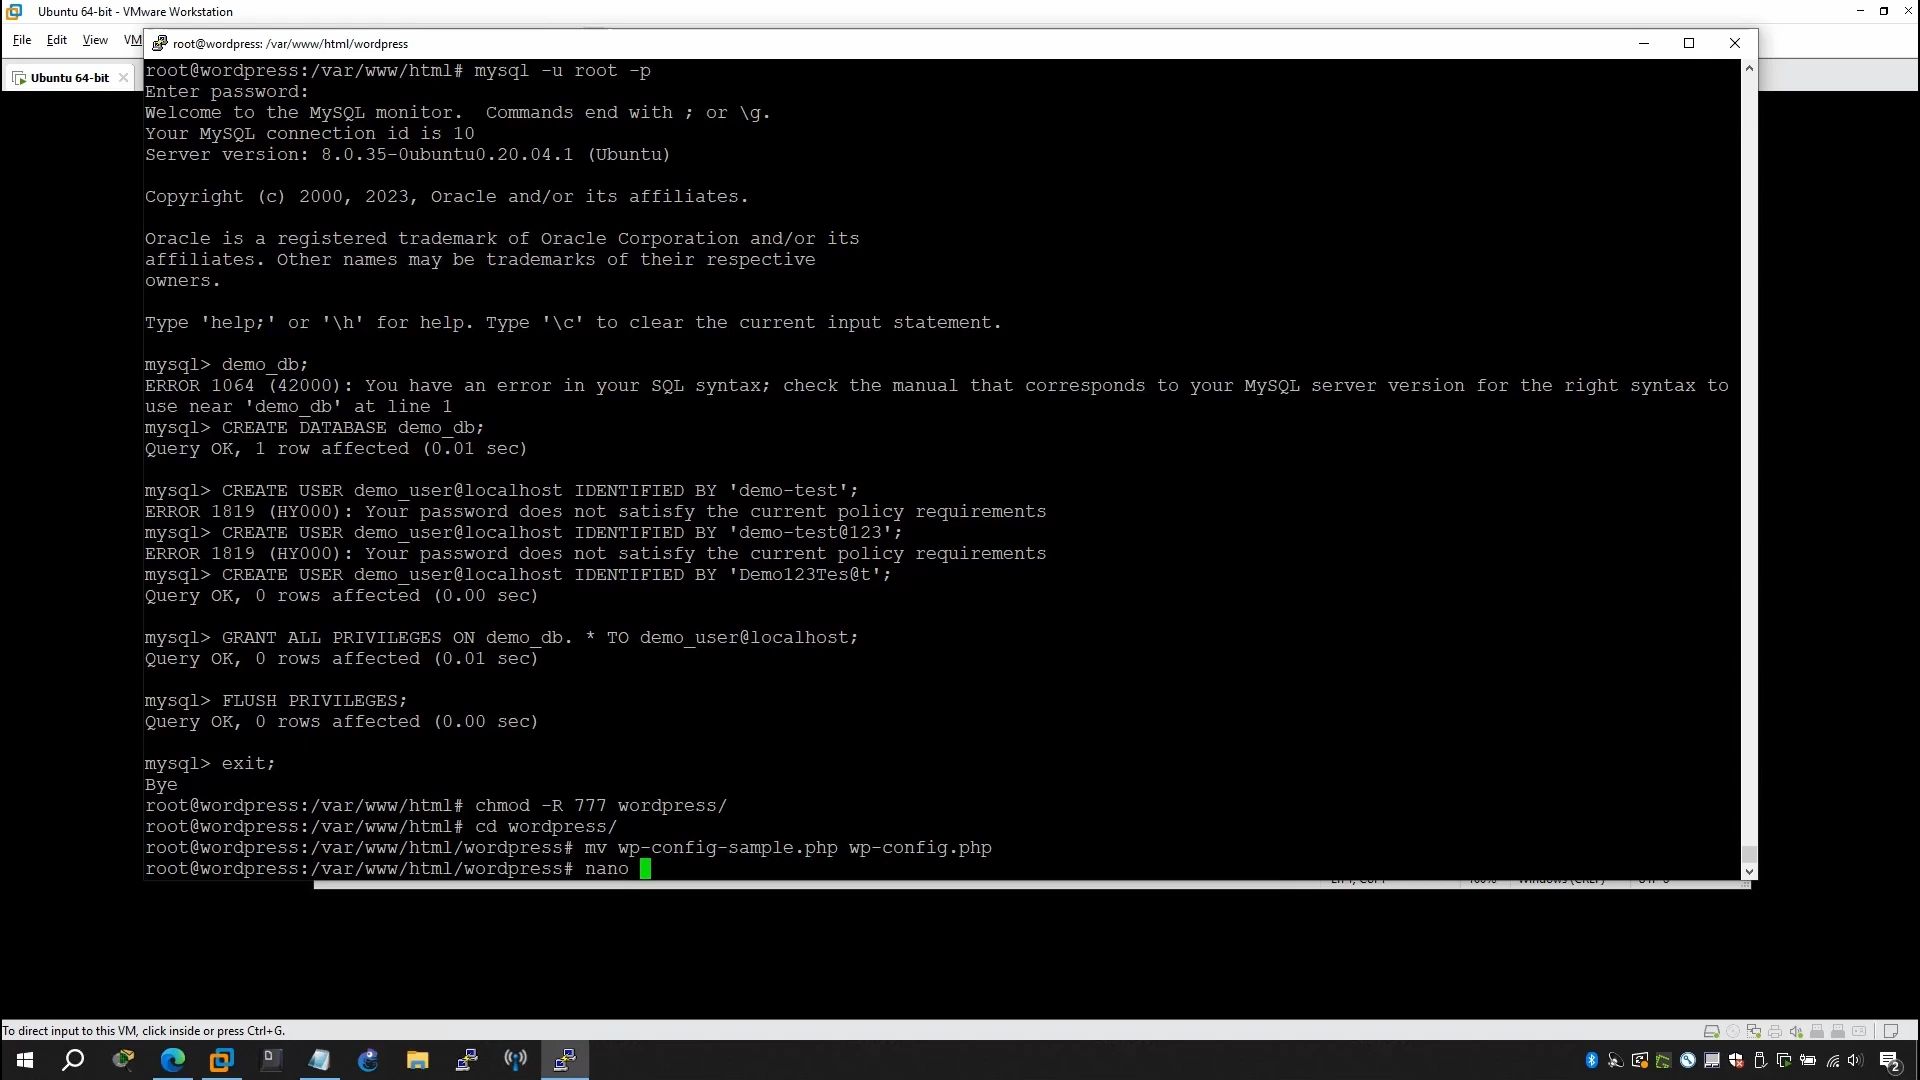 Ubuntu 64-bit - VMware Workstation
File Edit View VM
root@wordpress: /var/www/html/wordpress
Ubuntu 64-bit
root@wordpress:/var/www/html# mysql -u root -p
Enter password:
Welcome to the MySQL monitor.  Commands end with ; or \g.
Your MySQL connection id is 10
Server version: 8.0.35-0ubuntu0.20.04.1 (Ubuntu)
Copyright (c) 2000, 2023, Oracle and/or its affiliates.
Oracle is a registered trademark of Oracle Corporation and/or its
affiliates. Other names may be trademarks of their respective
owners.
Type 'help;' or '\h' for help. Type '\c' to clear the current input statement.
mysql> demo_db;
ERROR 1064 (42000): You have an error in your SQL syntax; check the manual that corresponds to your MySQL server version for the right syntax to
use near 'demo_db' at line 1
mysql> CREATE DATABASE demo_db;
Query OK, 1 row affected (0.01 sec)
mysql> CREATE USER demo_user@localhost IDENTIFIED BY 'demo-test';
ERROR 1819 (HY000): Your password does not satisfy the current policy requirements
mysql> CREATE USER demo_user@localhost IDENTIFIED BY 'demo-test@123';
ERROR 1819 (HY000): Your password does not satisfy the current policy requirements
mysql> CREATE USER demo_user@localhost IDENTIFIED BY 'Demo123Tes@t';
Query OK, 0 rows affected (0.00 sec)
mysql> GRANT ALL PRIVILEGES ON demo_db. * TO demo_user@localhost;
Query OK, 0 rows affected (0.01 sec)
mysql> FLUSH PRIVILEGES;
Query OK, 0 rows affected (0.00 sec)
mysql> exit;
Bye
root@wordpress:/var/www/html# chmod -R 777 wordpress/
root@wordpress:/var/www/html# cd wordpress/
root@wordpress:/var/www/html/wordpress# mv wp-config-sample.php wp-config.php
root@wordpress:/var/www/html/wordpress# nano
To direct input to this VM, click inside or press Ctrl+G.
2